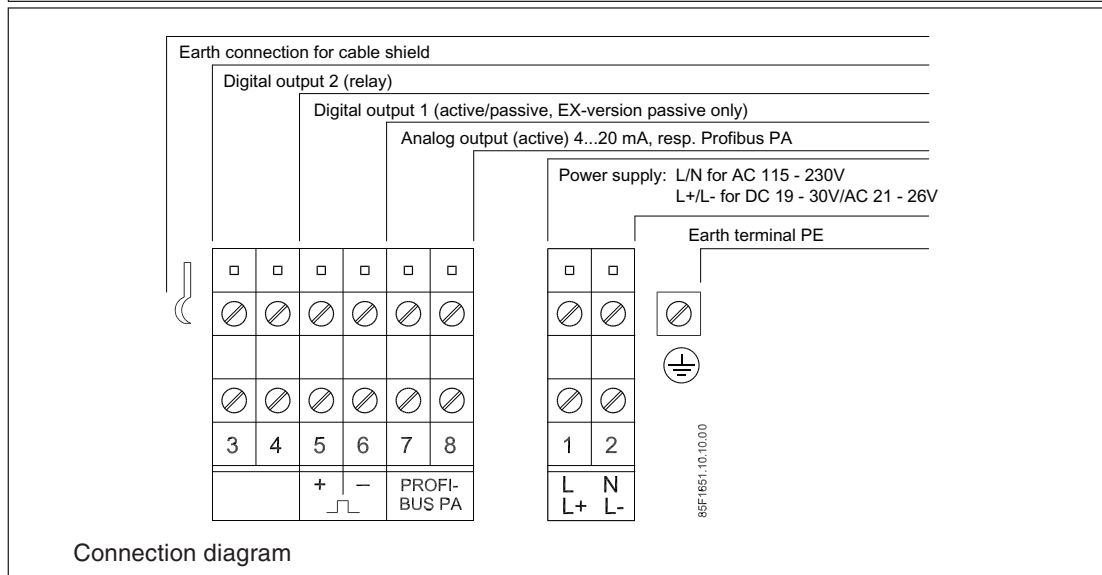 Earth connection for cable shield
Digital output 2 (relay)
Digital output 1 (active/passive, EX-version passive only)
Analog output (active) 4...20 mA, resp. Profibus PA
Power supply: L/N for AC 115 - 230V
L+/L- for DC 19 - 30V/AC 21 - 26V
Earth terminal PE
3 4 5 6 7 8 1 2
+ – PROFI- L N
BUS PA L+ L-
85F1651.10.10.00
Connection diagram